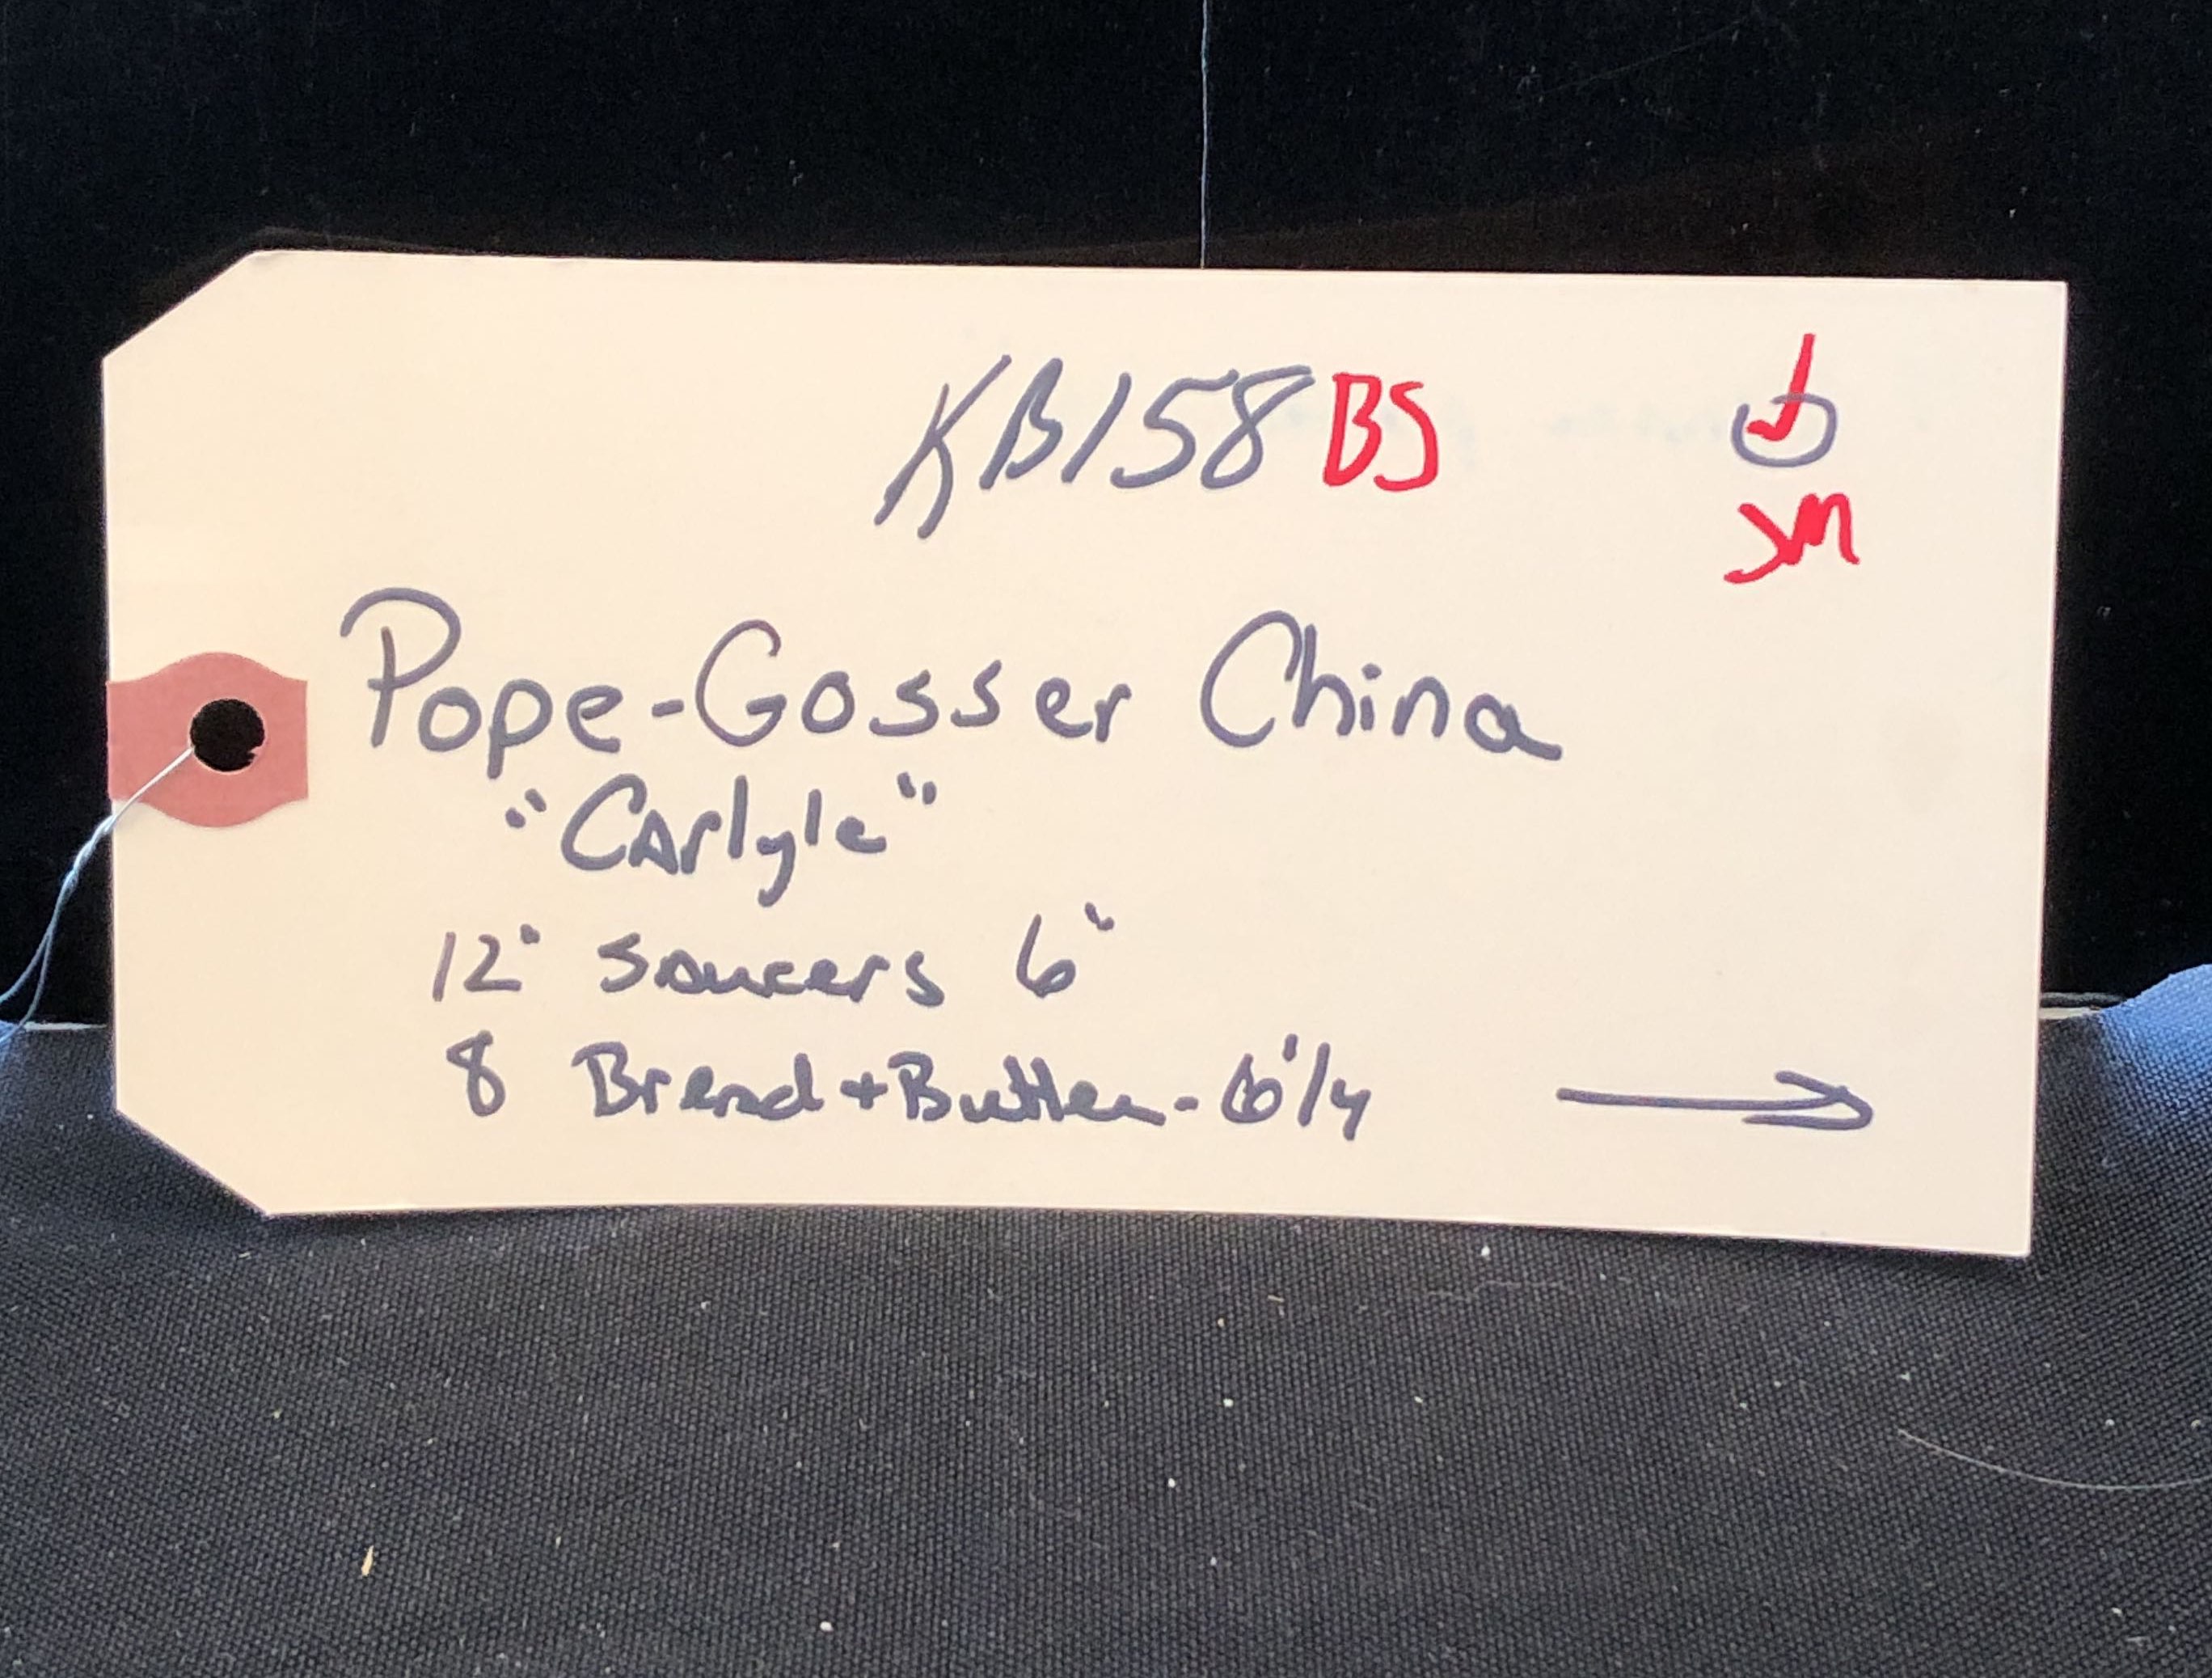 KB158 BS
JM
Pope-Gosser China
"Carlyle"
12" Saucers 6"
8 Bread + Butter - 6 1/4